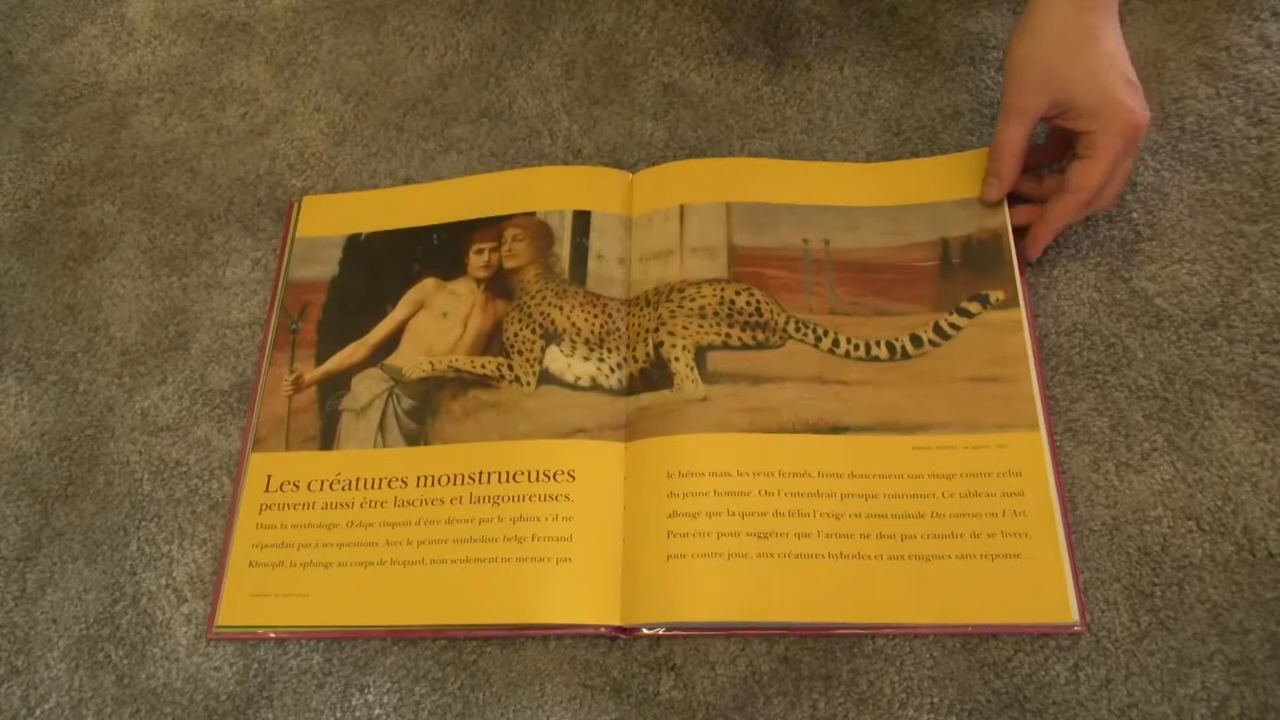 Les créatures monstrueuses
peuvent aussi être lascives et langoureuses.
Dans la mythologie, Œdipe risquait d'être dévoré par le sphinx s'il ne
répondait pas à ses questions. Avec le peintre symboliste belge Fernand
Khnopff, la sphinge au corps de léopard, non seulement ne menace pas
le héros mais, les yeux fermés, frotte doucement son visage contre celui
du jeune homme. On l'entendrait presque ronronner. Ce tableau aussi
allongé que la queue du félin l'exige est aussi intitulé Des caresses ou L'Art.
Peut-être pour suggérer que l'artiste ne doit pas craindre de se livrer,
joue contre joue, aux créatures hybrides et aux énigmes sans réponse...